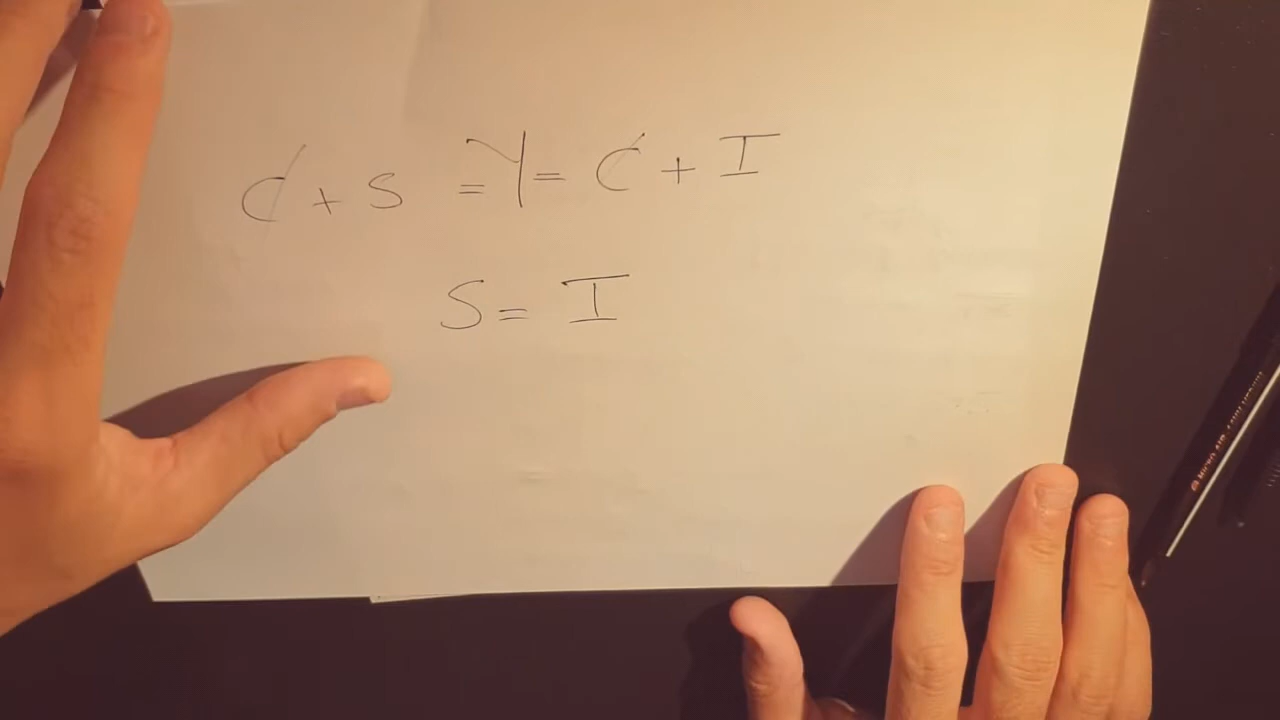 C + S = Y = C + I
S = I